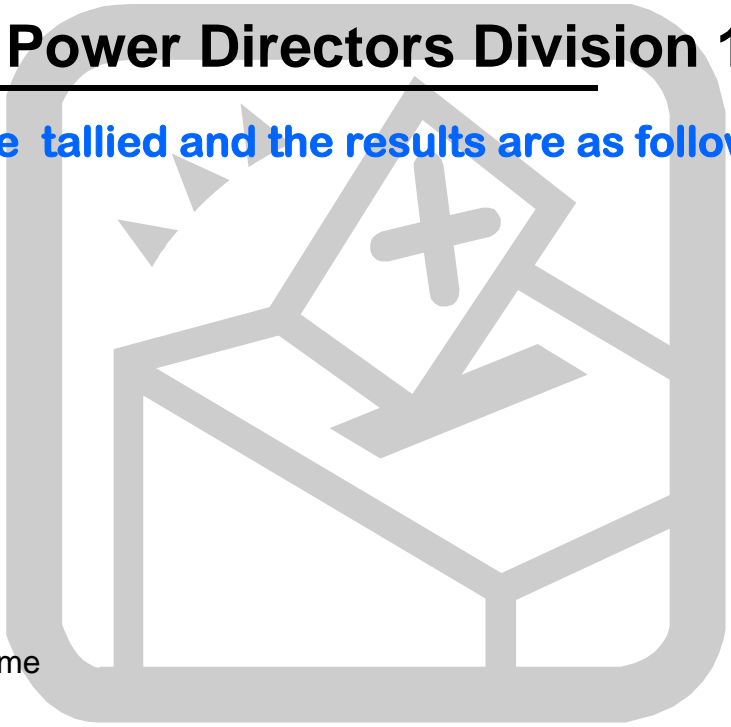 Power Directors Division 1
e tallied and the results are as follow
me